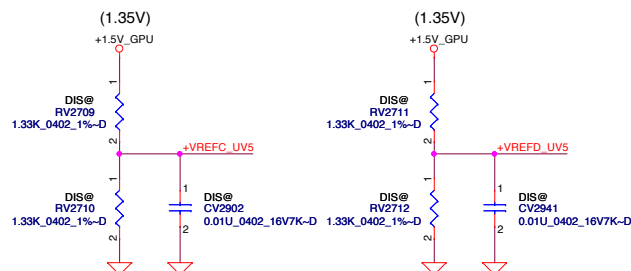 (1.35V)
+1.5V_GPU
1
DIS@
RV2709
1.33K_0402_1%~D
2
+VREFC_UV5
1
DIS@
RV2710
1.33K_0402_1%~D
2
1
DIS@
CV2902
0.01U_0402_16V7K~D
2
(1.35V)
+1.5V_GPU
1
DIS@
RV2711
1.33K_0402_1%~D
2
+VREFD_UV5
1
DIS@
RV2712
1.33K_0402_1%~D
2
1
DIS@
CV2941
0.01U_0402_16V7K~D
2